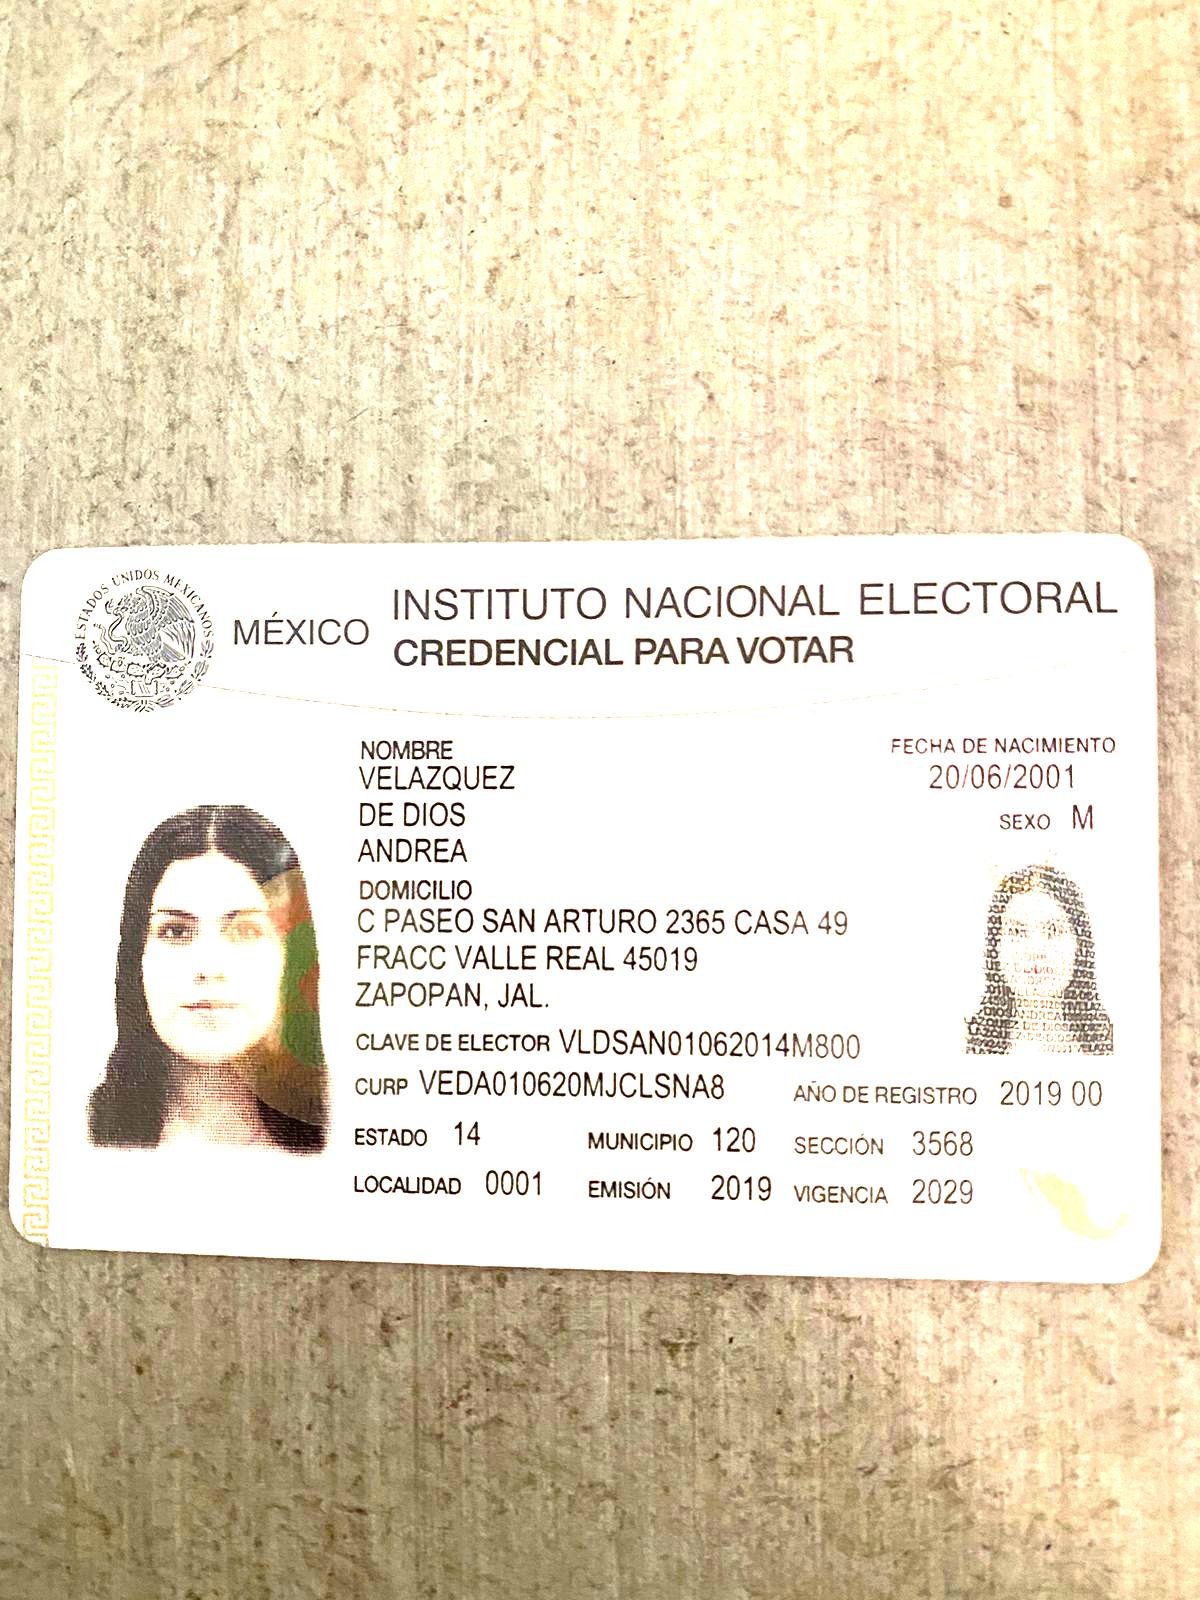 ESTADOS UNIDOS MEXICANOS
MÉXICO
INSTITUTO NACIONAL ELECTORAL
CREDENCIAL PARA VOTAR
NOMBRE
VELAZQUEZ
DE DIOS
ANDREA
FECHA DE NACIMIENTO
20/06/2001
SEXO M
DOMICILIO
C PASEO SAN ARTURO 2365 CASA 49
FRACC VALLE REAL 45019
ZAPOPAN, JAL.
CLAVE DE ELECTOR VLDSAN01062014M800
CURP VEDA010620MJCLSNA8
AÑO DE REGISTRO 2019 00
ESTADO 14
MUNICIPIO 120
SECCIÓN 3568
LOCALIDAD 0001
EMISIÓN 2019
VIGENCIA 2029